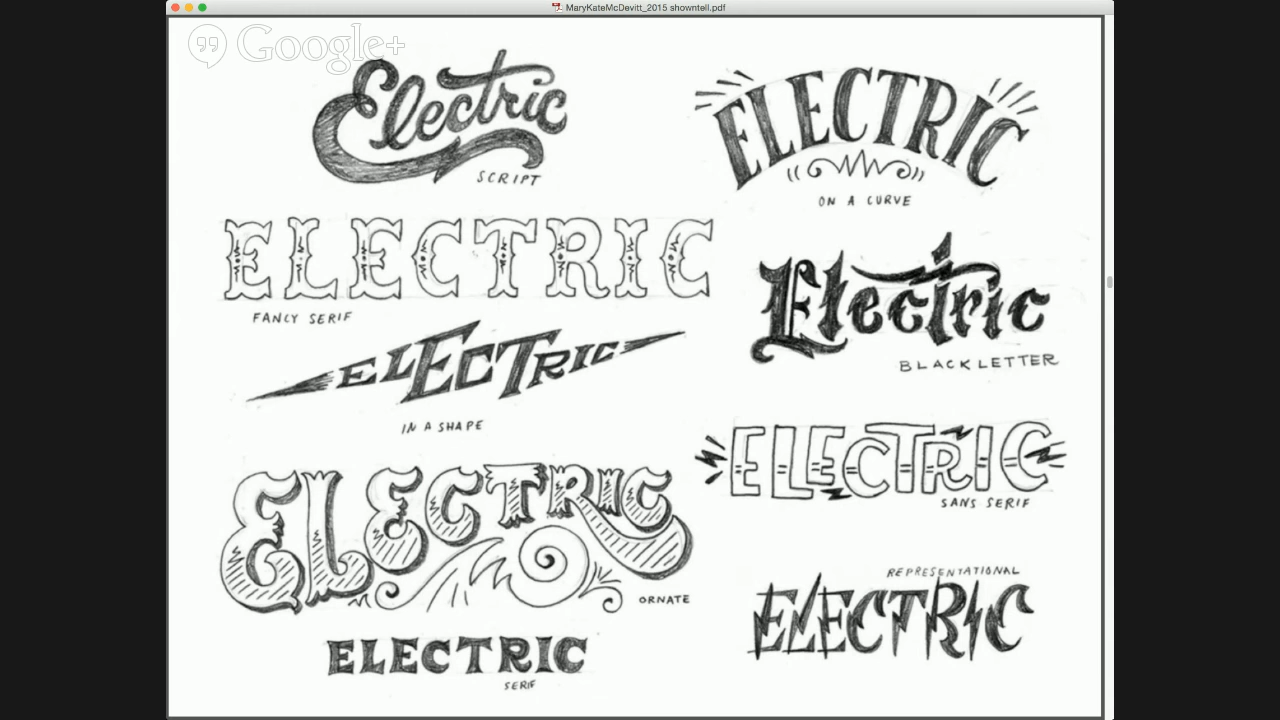 MaryKateMcDevitt_2015 showntell.pdf
Google+
Electric
SCRIPT
ELECTRIC
ON A CURVE
ELECTRIC
FANCY SERIF
Electric
BLACKLETTER
ELECTRIC
IN A SHAPE
ELECTRIC
SANS SERIF
ELECTRIC
ORNATE
REPRESENTATIONAL
ELECTRIC
ELECTRIC
SERIF